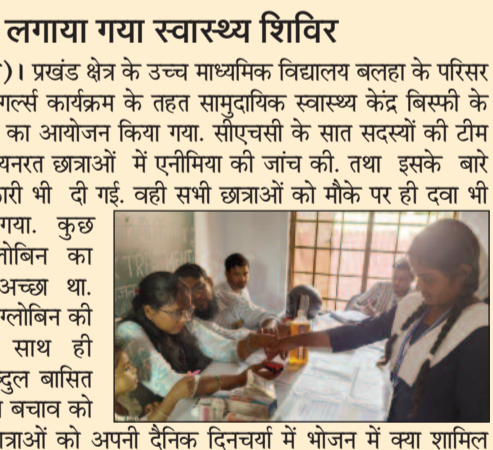 लगाया गया स्वास्थ्य शिविर
)। प्रखंड क्षेत्र के उच्च माध्यमिक विद्यालय बलहा के परिसर
गर्ल्स कार्यक्रम के तहत सामुदायिक स्वास्थ्य केंद्र बिस्फी के
का आयोजन किया गया. सीएचसी के सात सदस्यों की टीम
यनरत छात्राओं में एनीमिया की जांच की. तथा इसके बारे
री भी दी गई. वही सभी छात्राओं को मौके पर ही दवा भी
गया. कुछ
लोबिन का
अच्छा था.
ग्लोबिन की
साथ ही
ब्दुल बासित
बचाव को
त्राओं को अपनी दैनिक दिनचर्या में भोजन में क्या शामिल